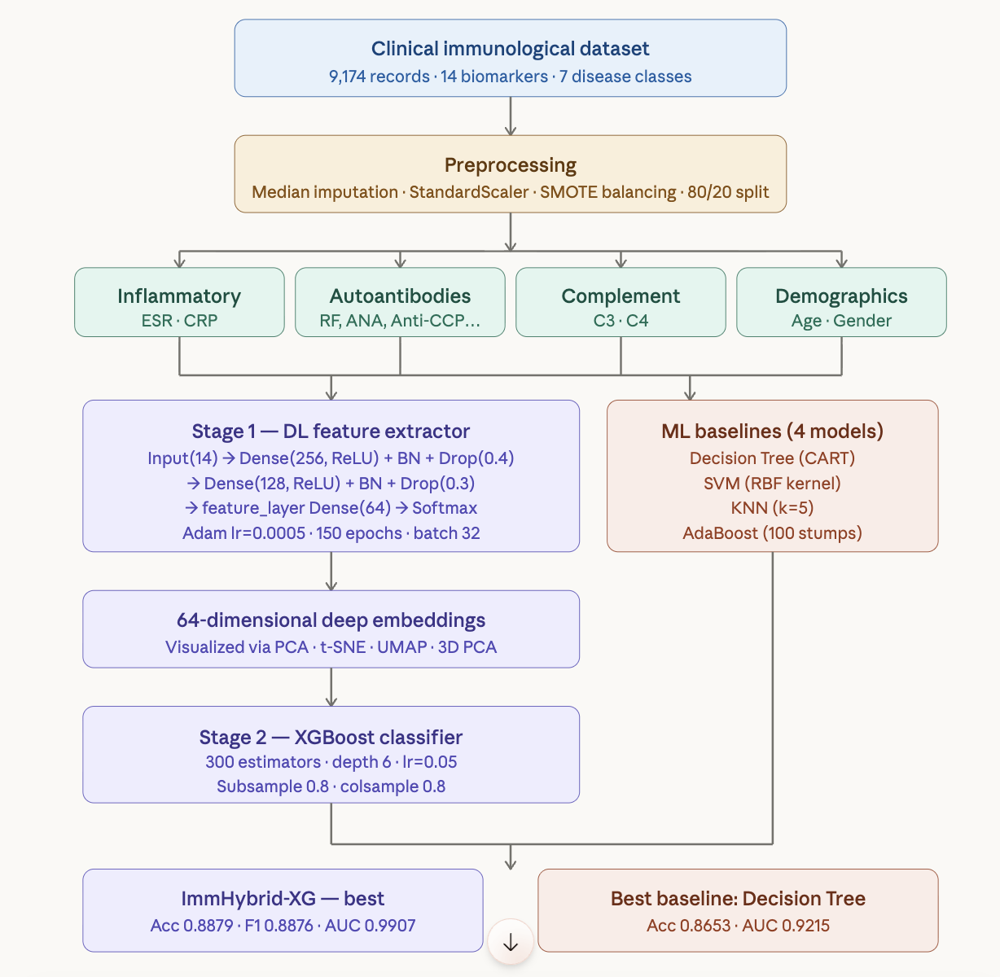 Clinical immunological dataset
9,174 records · 14 biomarkers · 7 disease classes
Preprocessing
Median imputation · StandardScaler · SMOTE balancing · 80/20 split
Inflammatory
ESR · CRP
Autoantibodies
RF, ANA, Anti-CCP...
Complement
C3 · C4
Demographics
Age · Gender
Stage 1 — DL feature extractor
Input(14) → Dense(256, ReLU) + BN + Drop(0.4)
→ Dense(128, ReLU) + BN + Drop(0.3)
→ feature_layer Dense(64) → Softmax
Adam lr=0.0005 · 150 epochs · batch 32
ML baselines (4 models)
Decision Tree (CART)
SVM (RBF kernel)
KNN (k=5)
AdaBoost (100 stumps)
64-dimensional deep embeddings
Visualized via PCA · t-SNE · UMAP · 3D PCA
Stage 2 — XGBoost classifier
300 estimators · depth 6 · lr=0.05
Subsample 0.8 · colsample 0.8
ImmHybrid-XG — best
Acc 0.8879 · F1 0.8876 · AUC 0.9907
Best baseline: Decision Tree
Acc 0.8653 · AUC 0.9215